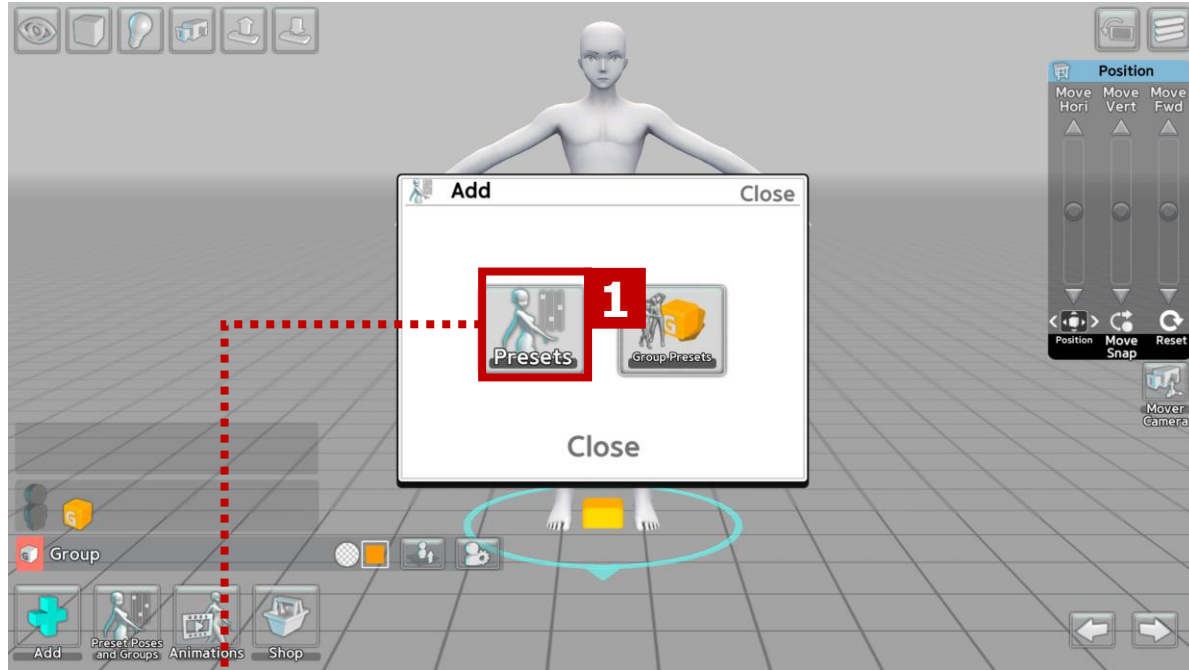 Position
Move Move Move
Hori Vert Fwd
Add
Close
1
Presets
G
Group Presets
Position
Move
Snap
Reset
Mover
Camera
Close
G
G
Group
Add
Preset Poses
and Groups
Animations
Shop